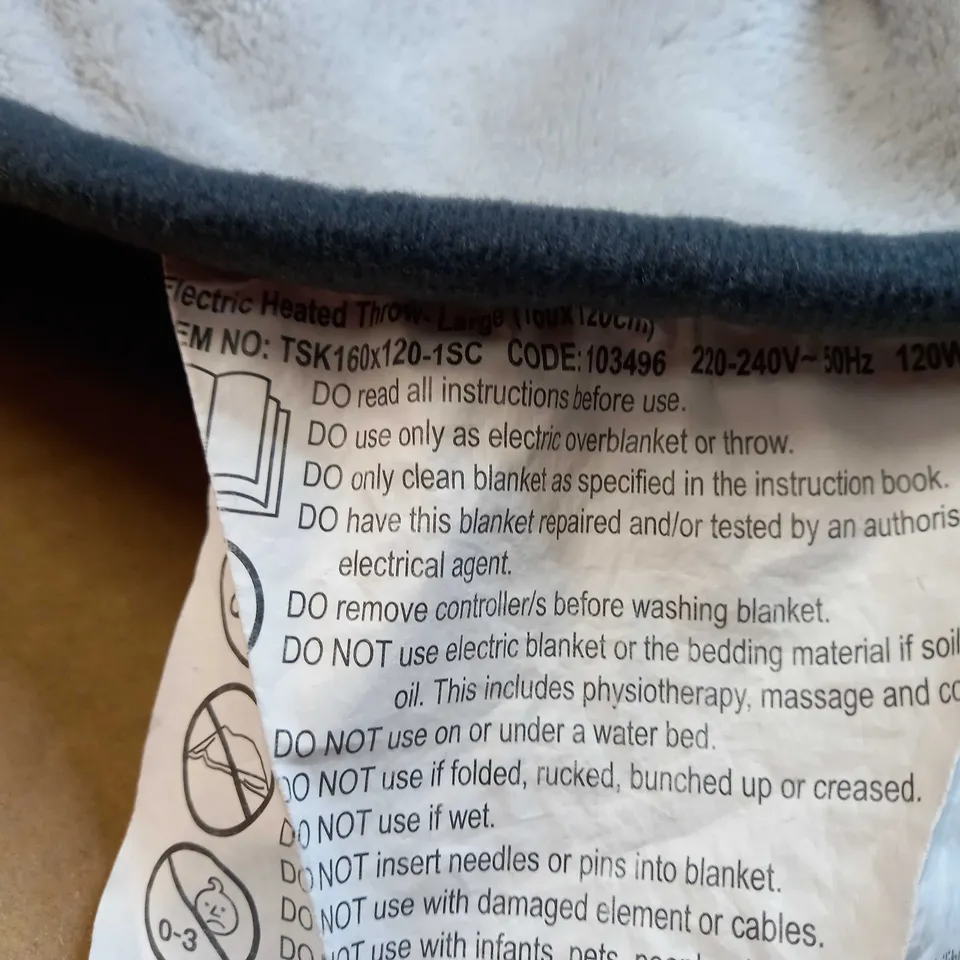 Electric Heated Throw- Large (160x120cm)
EM NO: TSK160x120-1SC CODE:103496 220-240V~50Hz 120W
DO read all instructions before use.
DO use only as electric overblanket or throw.
DO only clean blanket as specified in the instruction book.
DO have this blanket repaired and/or tested by an authoris
electrical agent.
DO remove controller/s before washing blanket.
DO NOT use electric blanket or the bedding material if soil
oil. This includes physiotherapy, massage and co
DO NOT use on or under a water bed.
DO NOT use if folded, rucked, bunched up or creased.
DO NOT use if wet.
DO NOT insert needles or pins into blanket.
DO NOT use with damaged element or cables.
0-3
DO NOT use with infants, pets,